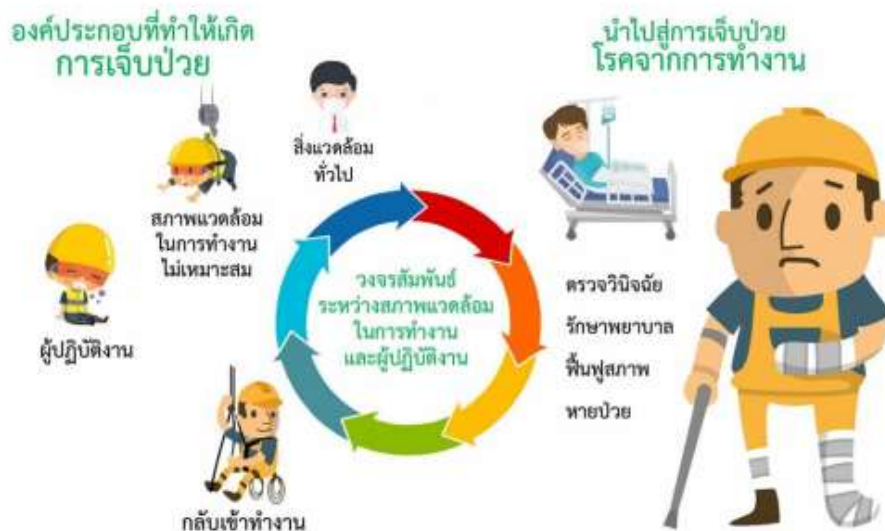 องค์ประกอบที่ทำให้เกิด
การเจ็บป่วย
นำไปสู่การเจ็บป่วย
โรคจากการทำงาน
สิ่งแวดล้อม
ทั่วไป
สภาพแวดล้อม
ในการทำงาน
ไม่เหมาะสม
ผู้ปฏิบัติงาน
วงจรสัมพันธ์
ระหว่างสภาพแวดล้อม
ในการทำงาน
และผู้ปฏิบัติงาน
ตรวจวินิจฉัย
รักษาพยาบาล
ฟื้นฟูสภาพ
หายป่วย
กลับเข้าทำงาน